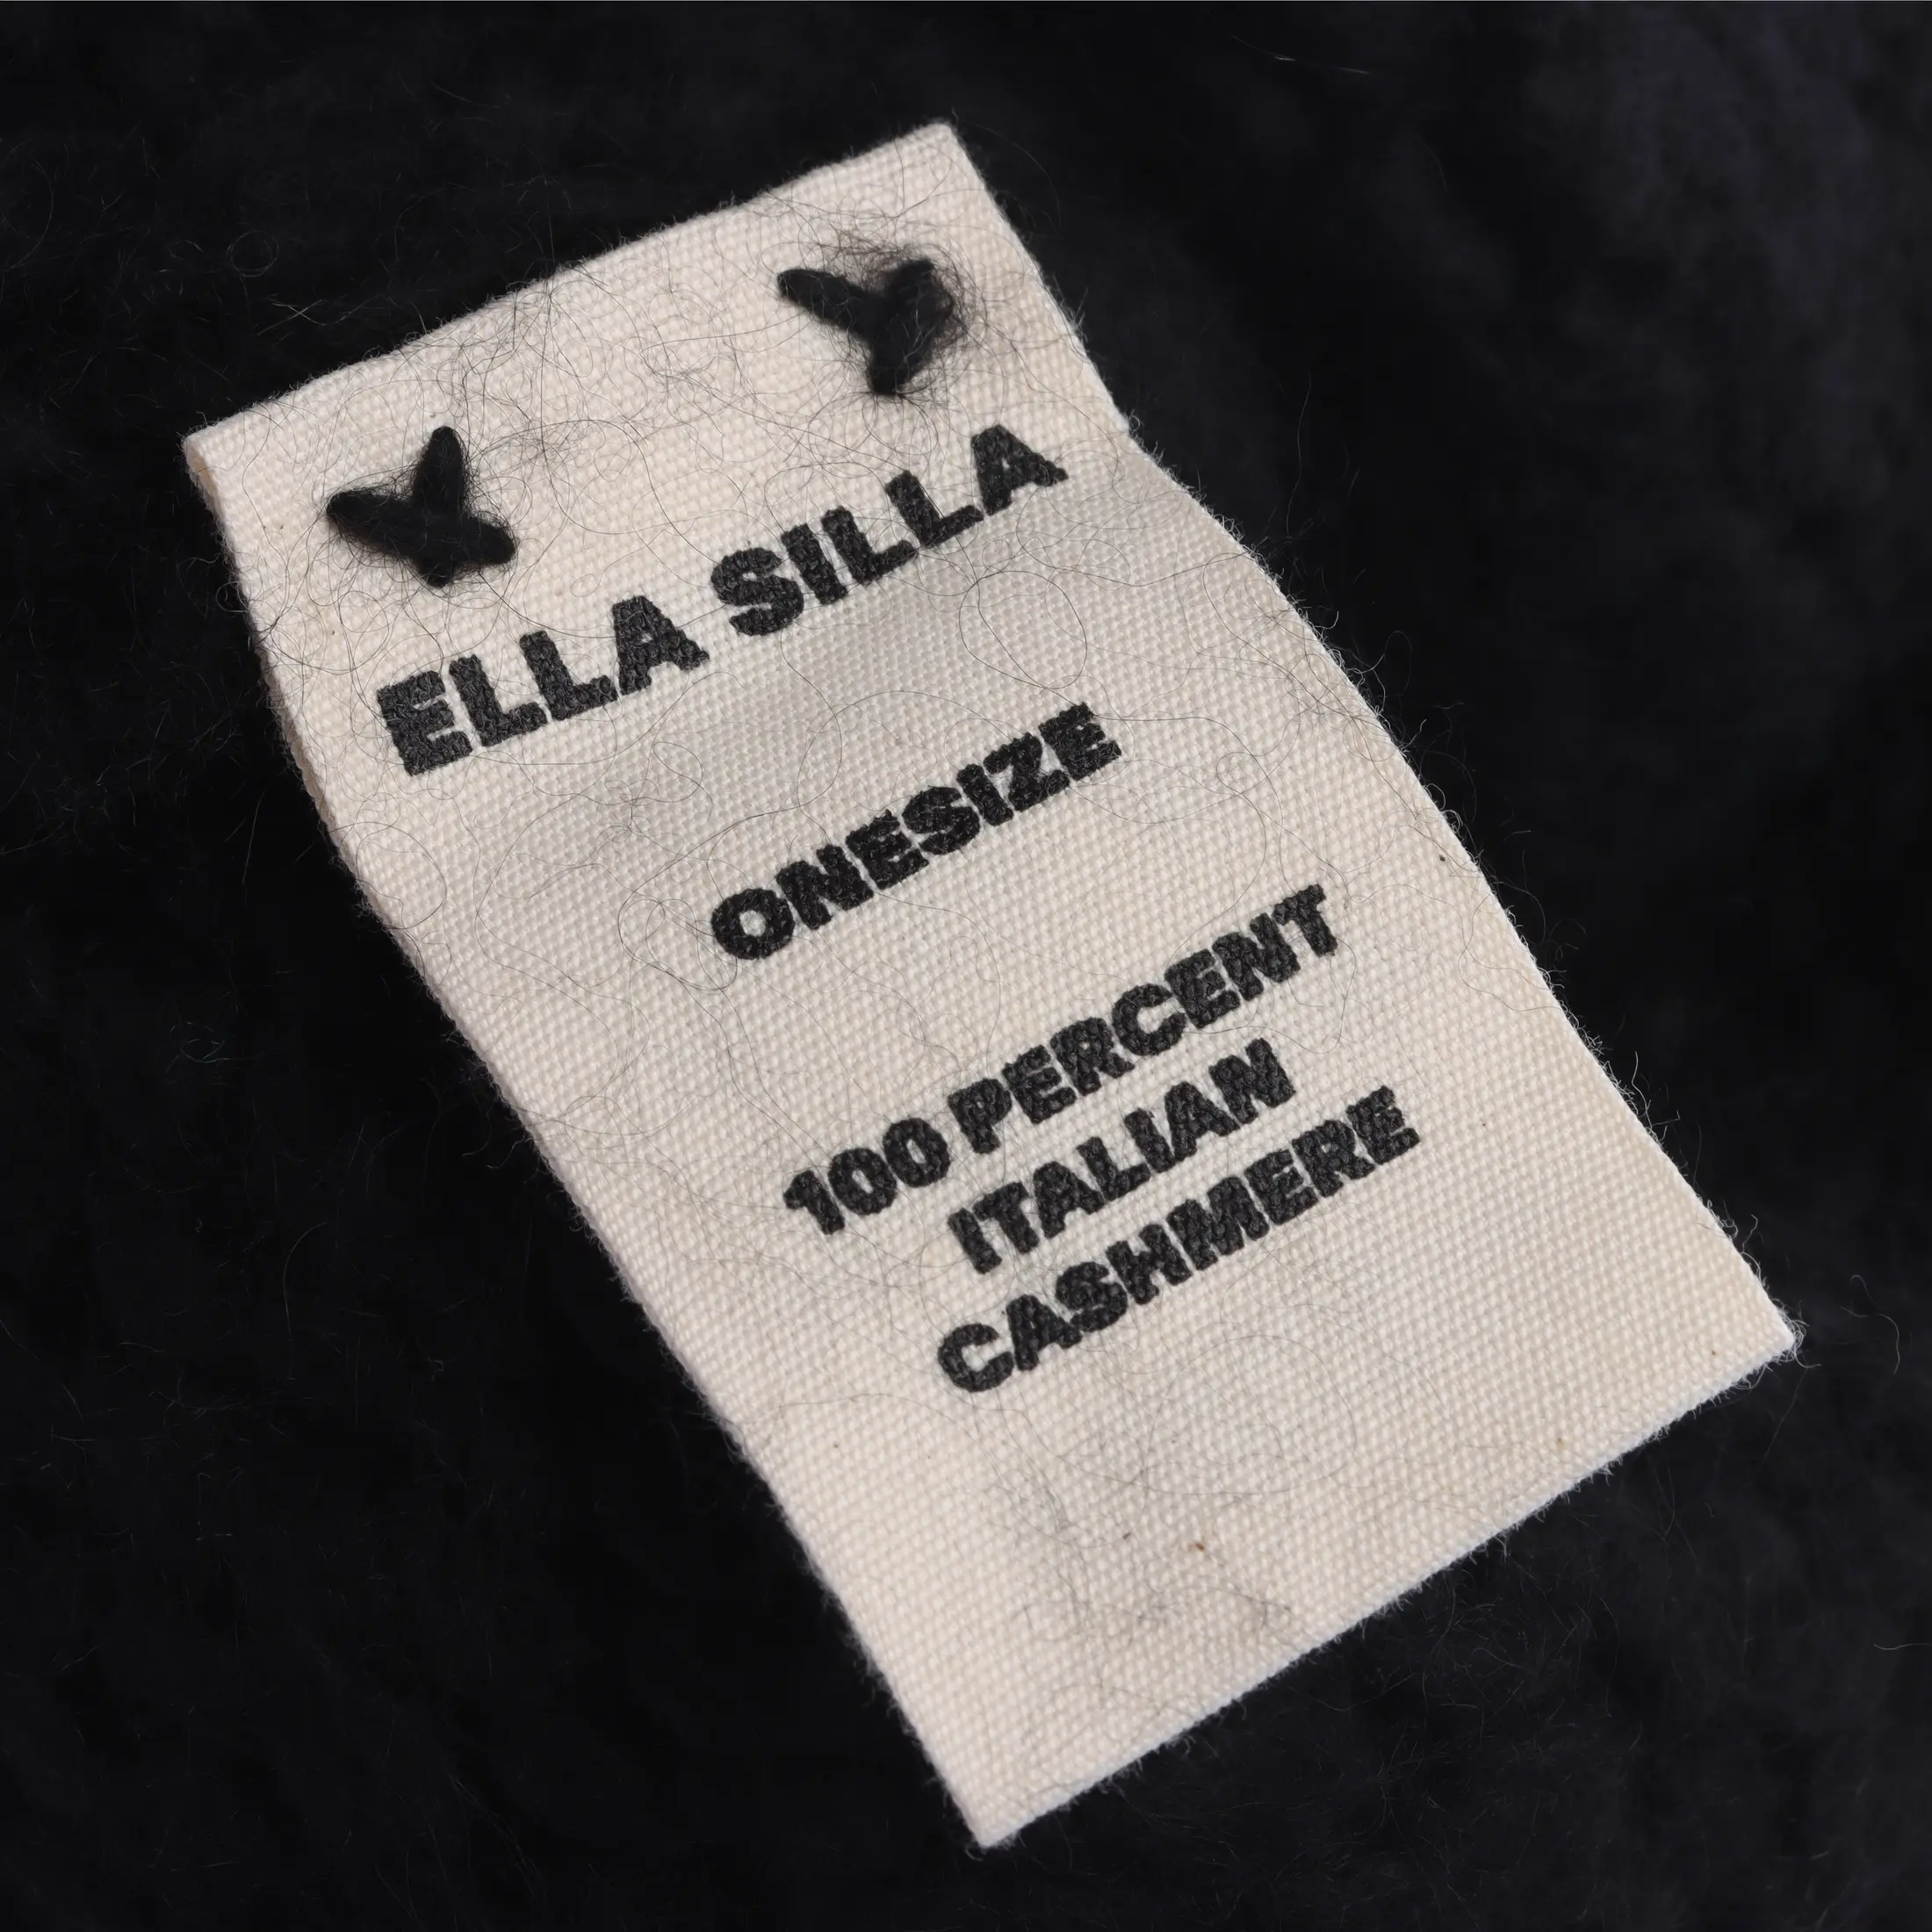 ELLA SILLA
ONESIZE
100 PERCENT
ITALIAN
CASHMERE